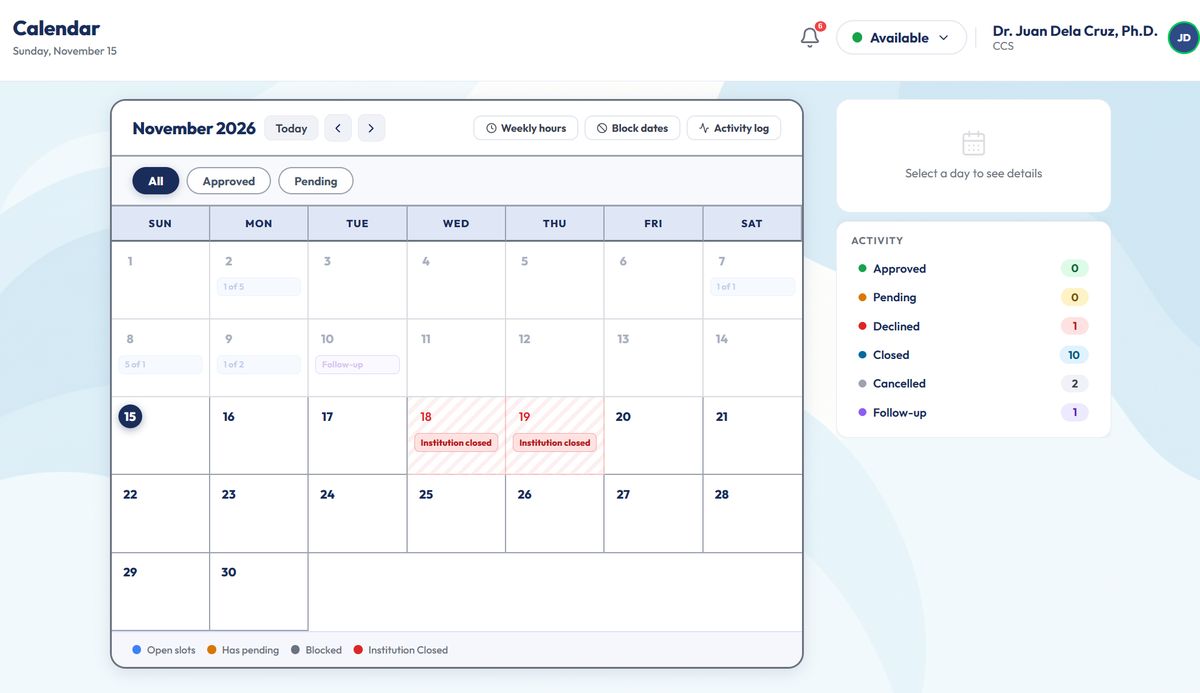 Calendar
Sunday, November 15
6
Available
Dr. Juan Dela Cruz, Ph.D.
CCS
JD
November 2026
Today
Weekly hours
Block dates
Activity log
All
Approved
Pending
SUN MON TUE WED THU FRI SAT
1 2 3 4 5 6 7
1 of 5 1 of 1
8 9 10 11 12 13 14
5 of 1 1 of 2 Follow-up
15 16 17 18 19 20 21
Institution closed Institution closed
22 23 24 25 26 27 28
29 30
Open slots Has pending Blocked Institution Closed
Select a day to see details
ACTIVITY
Approved 0
Pending 0
Declined 1
Closed 10
Cancelled 2
Follow-up 1